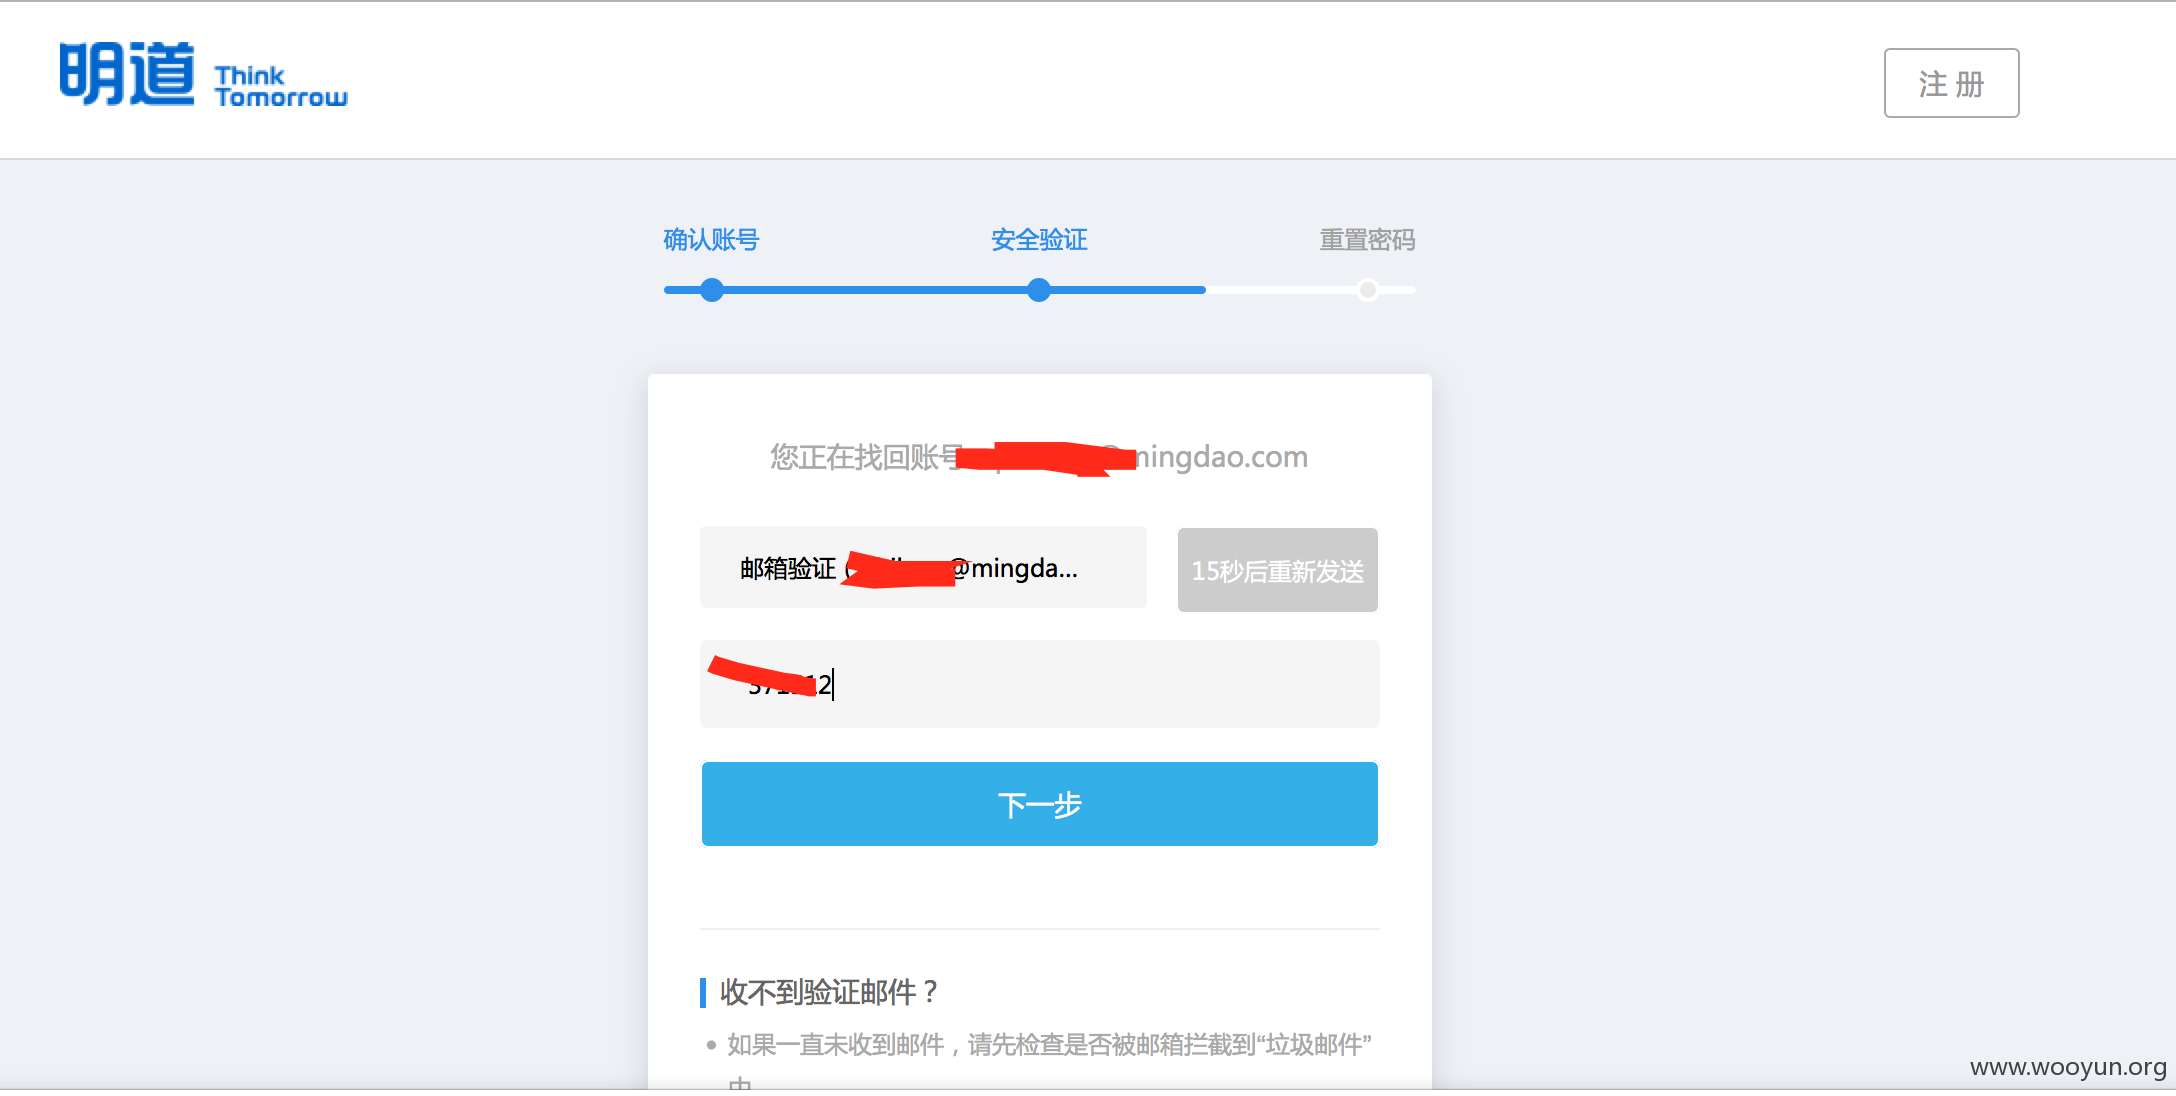 明道 Think
Tomorrow
注 册
确认账号 安全验证 重置密码
您正在找回账号 @mingdao.com
邮箱验证 ( @mingda...
15秒后重新发送
2
下一步
收不到验证邮件？
• 如果一直未收到邮件，请先检查是否被邮箱拦截到“垃圾邮件”
中
www.wooyun.org